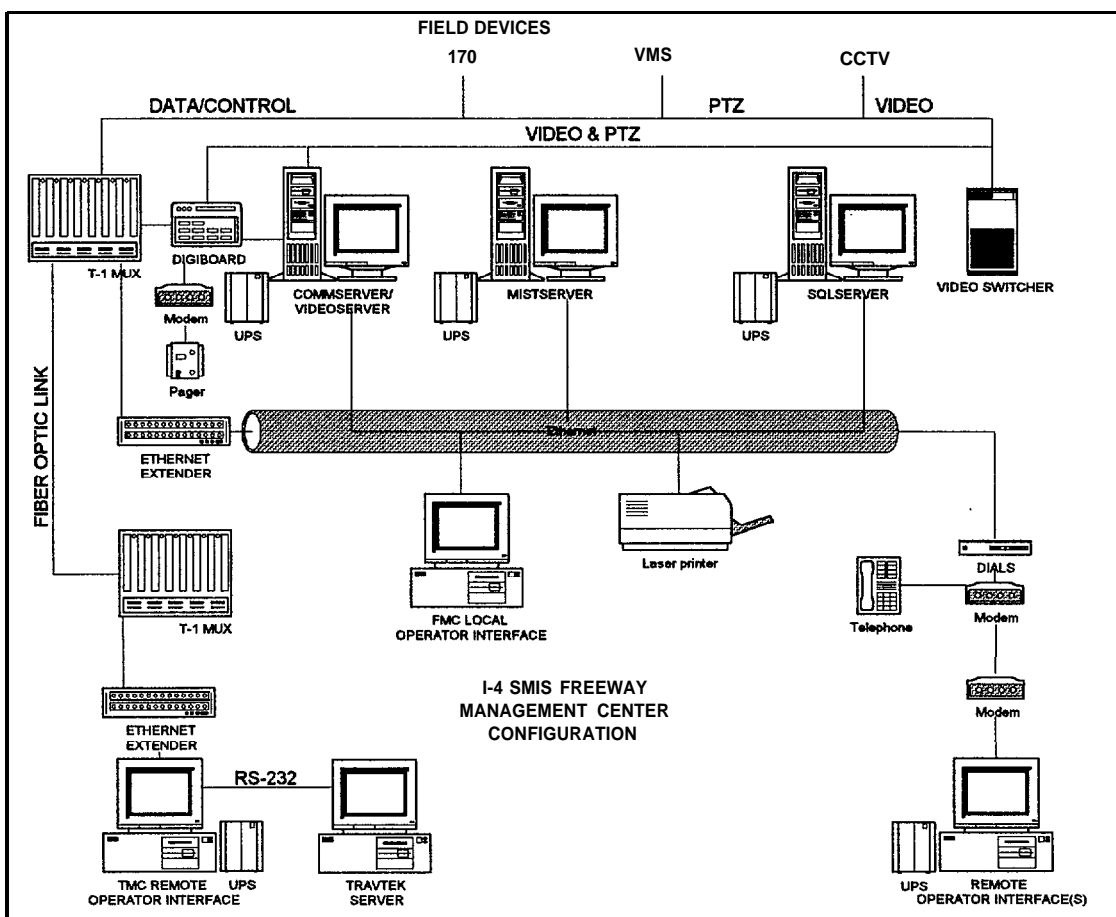 FIELD DEVICES
170
VMS
CCTV
DATA/CONTROL
PTZ
VIDEO
VIDEO & PTZ
T-1 MUX
DIGIBOARD
COMMSERVER/
VIDEOSERVER
MISTSERVER
SQLSERVER
VIDEO SWITCHER
UPS
UPS
UPS
Modem
Pager
FIBER OPTIC LINK
ETHERNET
EXTENDER
Ethernet
T-1 MUX
FMC LOCAL
OPERATOR INTERFACE
Laser printer
DIALS
Modem
Telephone
I-4 SMIS FREEWAY
MANAGEMENT CENTER
CONFIGURATION
Modem
ETHERNET
EXTENDER
RS-232
TMC REMOTE
OPERATOR INTERFACE
UPS
TRAVTEK
SERVER
UPS
REMOTE
OPERATOR INTERFACE(S)